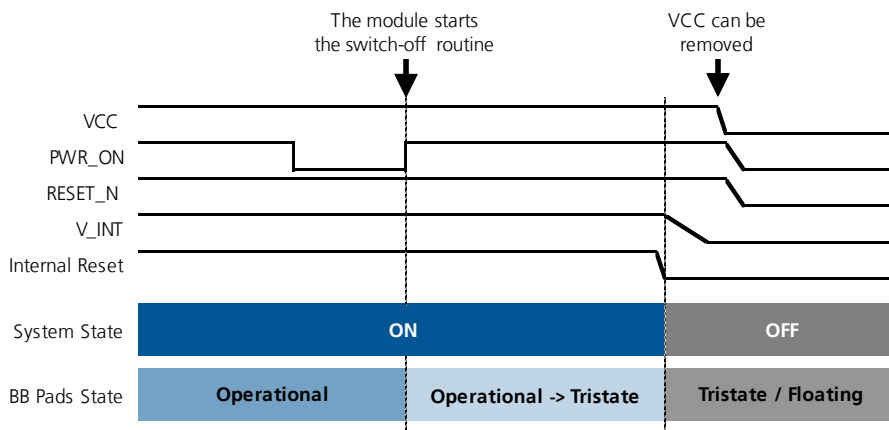 The module starts
the switch-off routine
VCC can be
removed
VCC
PWR_ON
RESET_N
V_INT
Internal Reset
System State
ON
OFF
BB Pads State
Operational
Operational -> Tristate
Tristate / Floating